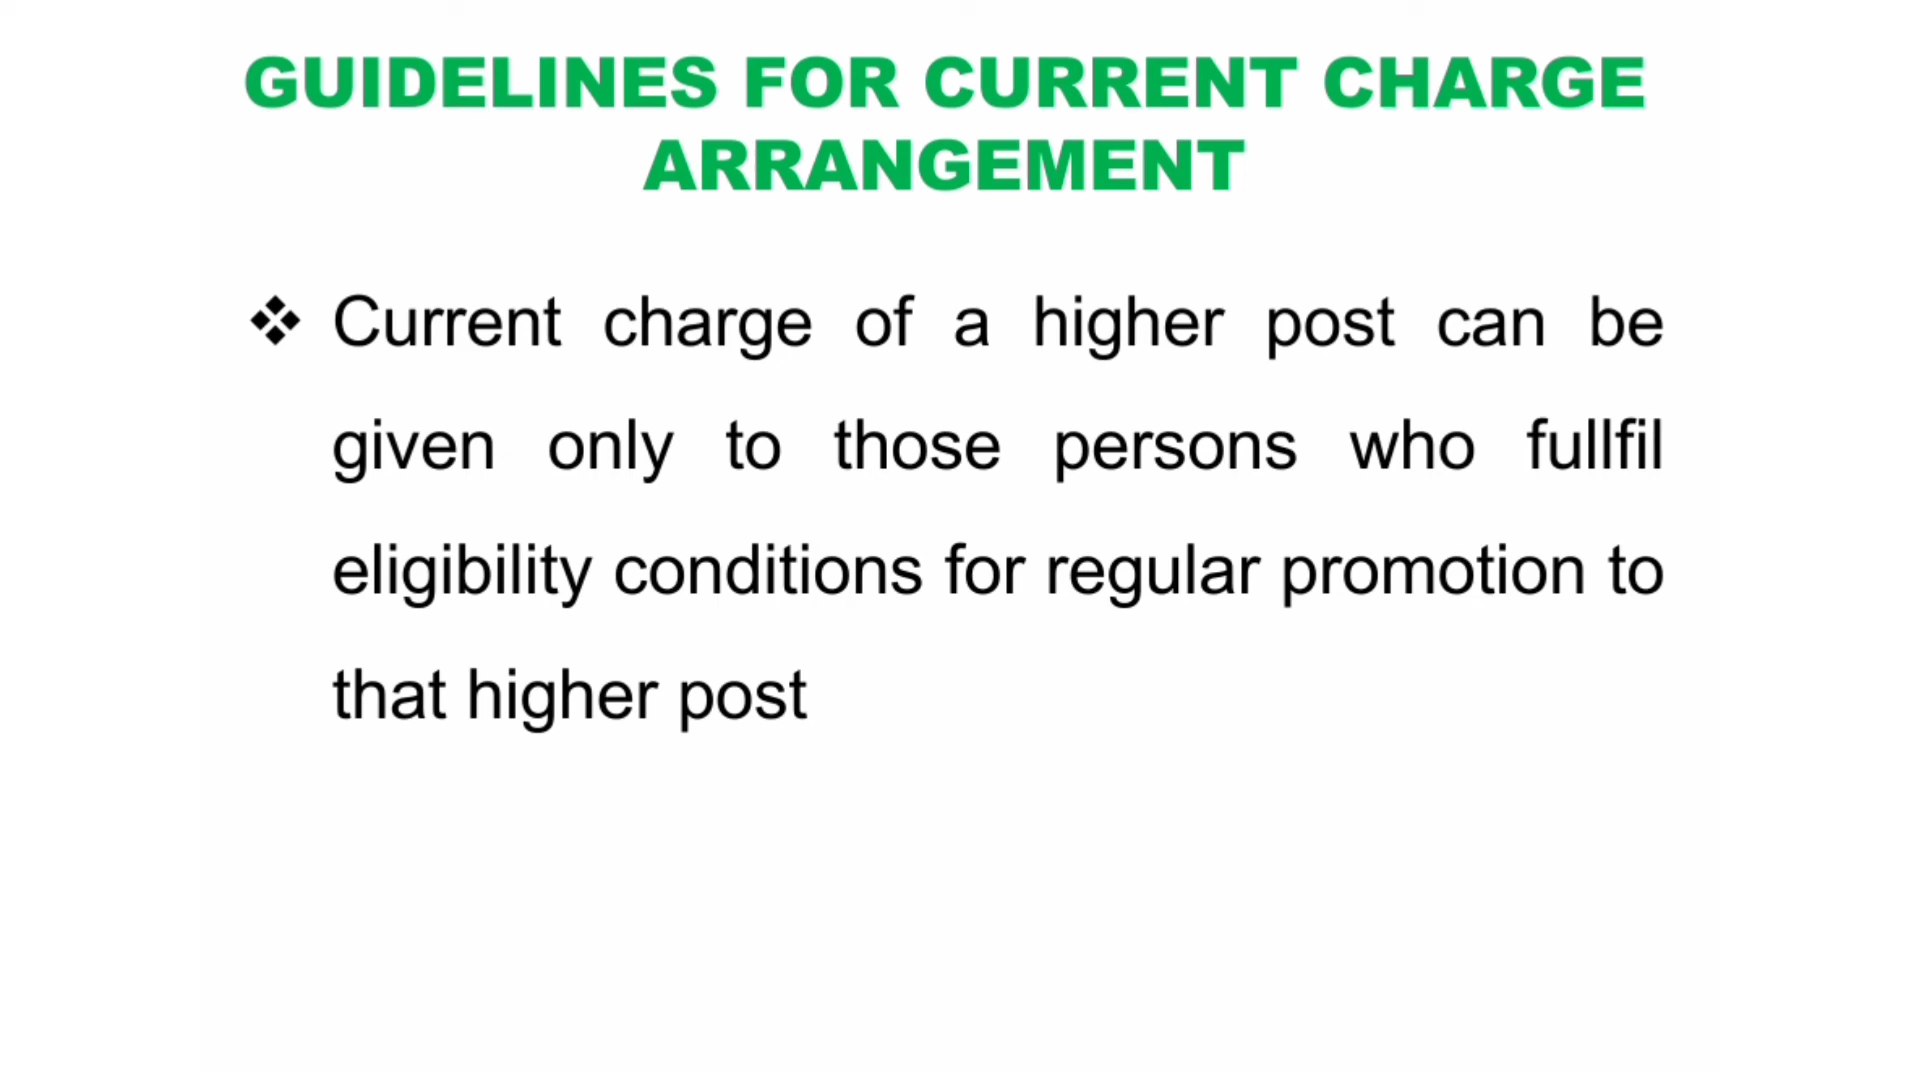 GUIDELINES FOR CURRENT CHARGE
ARRANGEMENT
❖ Current charge of a higher post can be
given only to those persons who fullfil
eligibility conditions for regular promotion to
that higher post